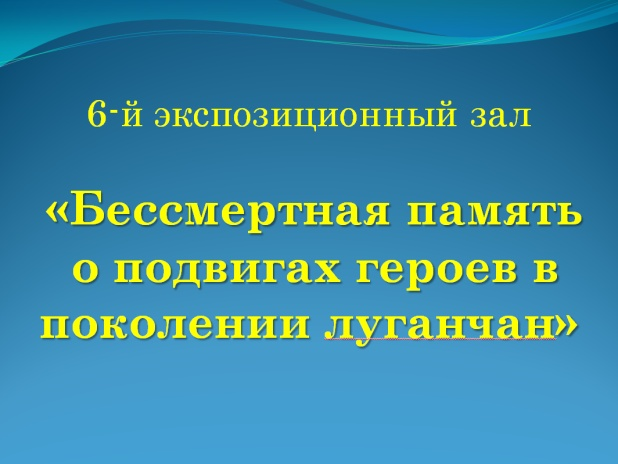 6-й экспозиционный зал
«Бессмертная память
о подвигах героев в
поколении луганчан»